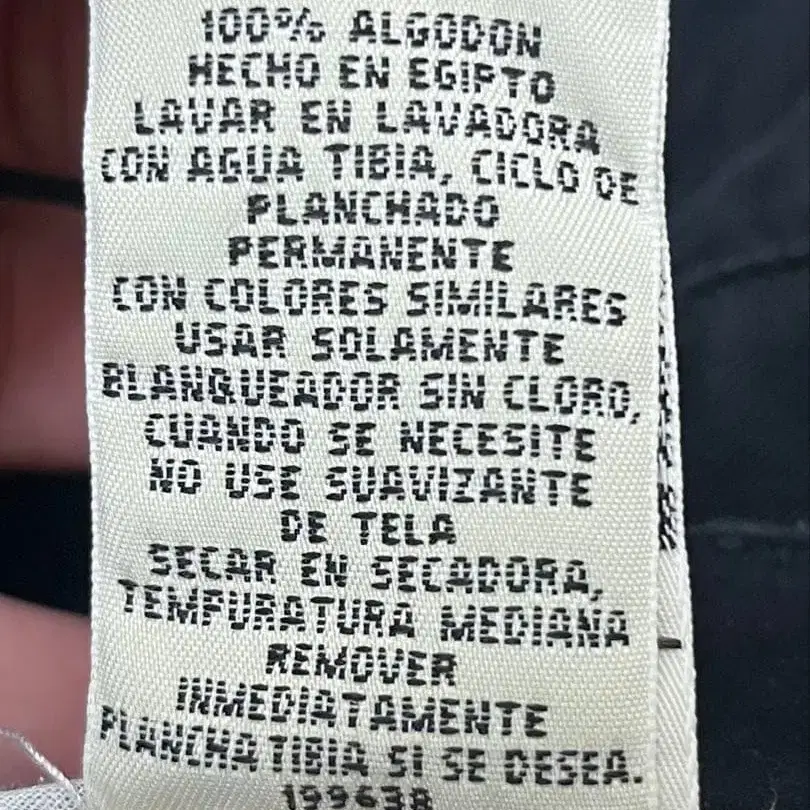 100% ALGODON
HECHO EN EGIPTO
LAVAR EN LAVADORA
CON AGUA TIBIA, CICLO DE
PLANCHADO
PERMANENTE
CON COLORES SIMILARES
USAR SOLAMENTE
BLANQUEADOR SIN CLORO,
CUANDO SE NECESITE
NO USE SUAVIZANTE
DE TELA
SECAR EN SECADORA,
TEMPURATURA MEDIANA
REMOVER
INMEDIATAMENTE
PLANCHA TIBIA SI SE DESEA.
199638